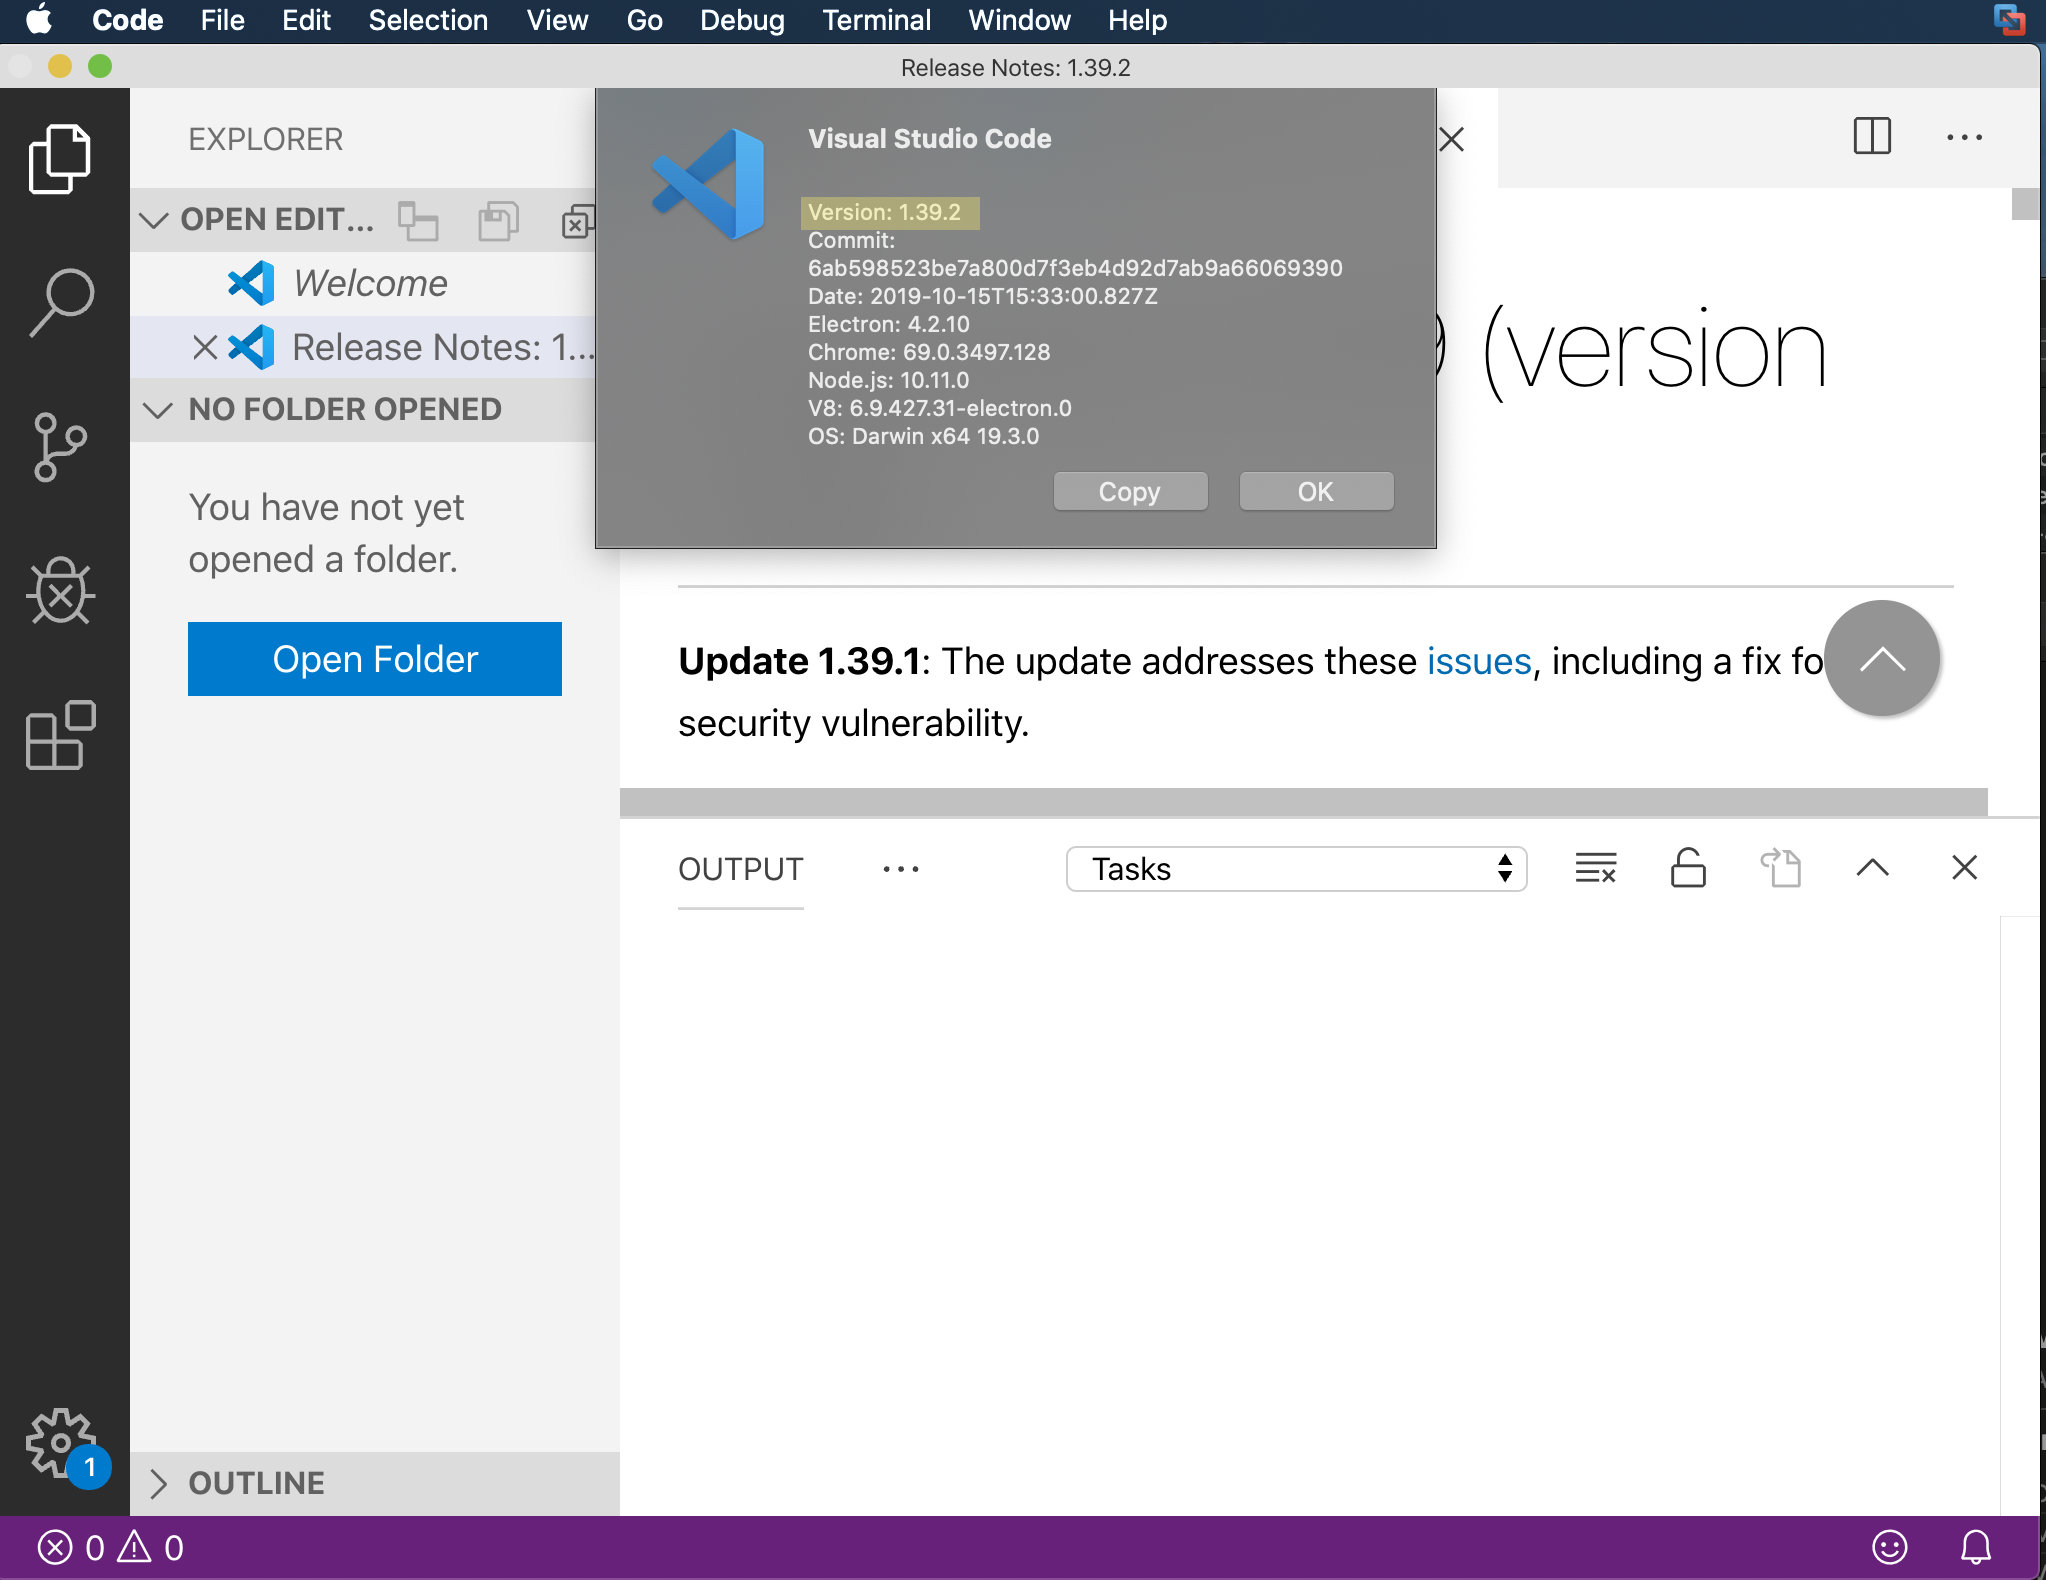 Code File Edit Selection View Go Debug Terminal Window Help
Release Notes: 1.39.2
EXPLORER
OPEN EDIT...
Welcome
Release Notes: 1...
NO FOLDER OPENED
You have not yet
opened a folder.
Open Folder
OUTLINE
Visual Studio Code
Version: 1.39.2
Commit:
6ab598523be7a800d7f3eb4d92d7ab9a66069390
Date: 2019-10-15T15:33:00.827Z
Electron: 4.2.10
Chrome: 69.0.3497.128
Node.js: 10.11.0
V8: 6.9.427.31-electron.0
OS: Darwin x64 19.3.0
Copy OK
(version
Update 1.39.1: The update addresses these issues, including a fix fo
security vulnerability.
OUTPUT ... Tasks
1
0 0